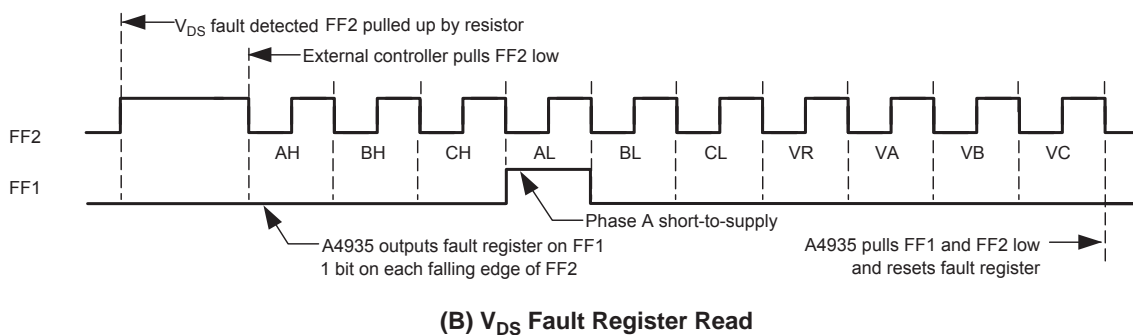 V_DS fault detected FF2 pulled up by resistor
External controller pulls FF2 low
FF2
AH BH CH AL BL CL VR VA VB VC
FF1
Phase A short-to-supply
A4935 outputs fault register on FF1
1 bit on each falling edge of FF2
A4935 pulls FF1 and FF2 low
and resets fault register
(B) V_DS Fault Register Read